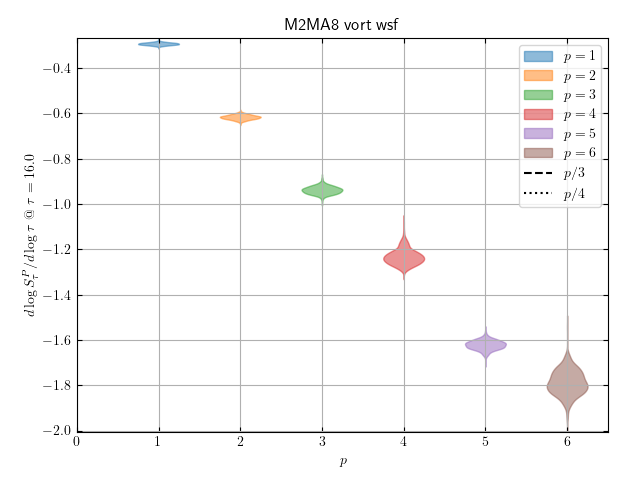 M2MA8 vort wsf
d log S_τ^P / d log τ @ τ = 16.0
−0.4
−0.6
−0.8
−1.0
−1.2
−1.4
−1.6
−1.8
−2.0
0 1 2 3 4 5 6
p
p = 1
p = 2
p = 3
p = 4
p = 5
p = 6
p/3
p/4